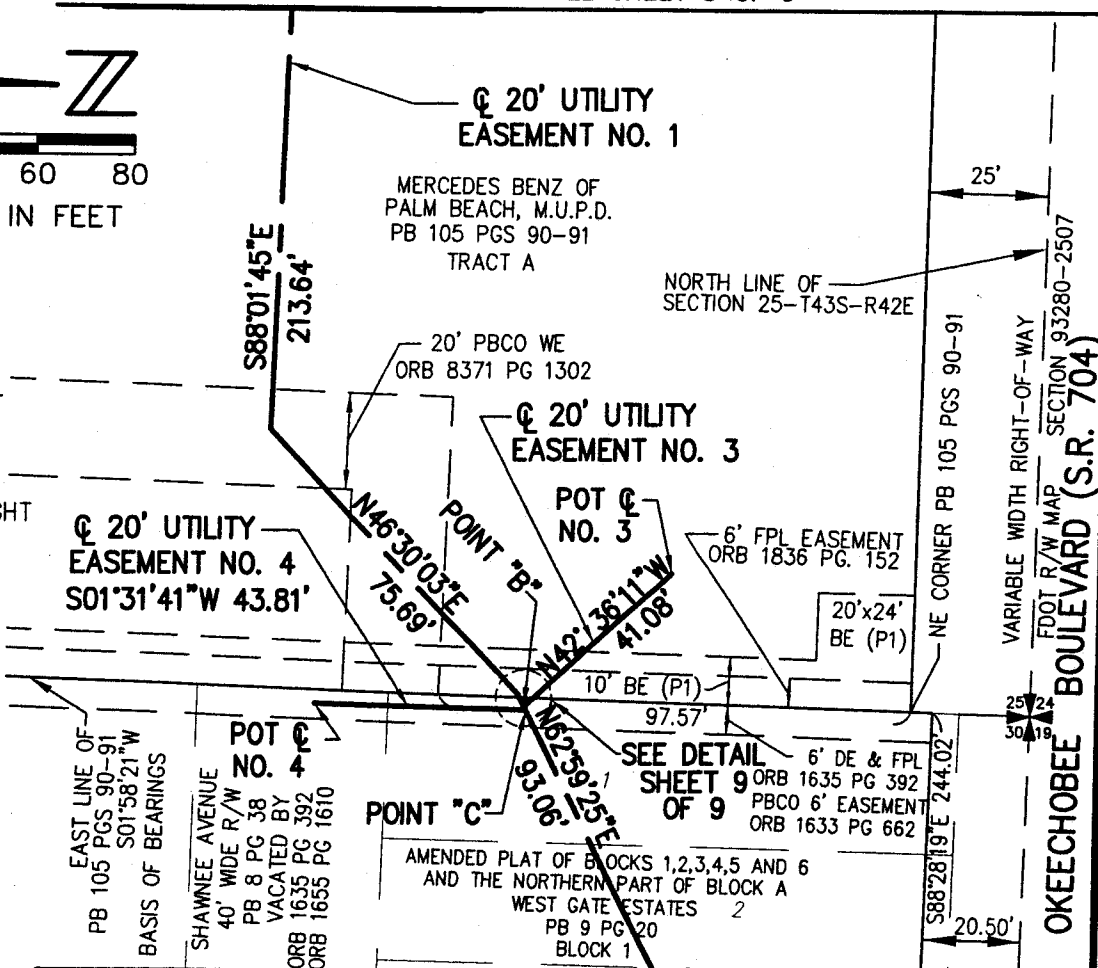 60 80
IN FEET
℄ 20' UTILITY
EASEMENT NO. 1
MERCEDES BENZ OF
PALM BEACH, M.U.P.D.
PB 105 PGS 90-91
TRACT A
25'
NORTH LINE OF
SECTION 25-T43S-R42E
S88°01'45"E
213.64'
20' PBCO WE
ORB 8371 PG 1302
℄ 20' UTILITY
EASEMENT NO. 3
POT ℄
NO. 3
NE CORNER PB 105 PGS 90-91
VARIABLE WIDTH RIGHT-OF-WAY
FDOT R/W MAP SECTION 93280-2507
OKEECHOBEE BOULEVARD (S.R. 704)
℄ 20' UTILITY
EASEMENT NO. 4
S01°31'41"W 43.81'
N46°30'03"E
75.69'
POINT "B"
N42°36'11"W
41.08'
6' FPL EASEMENT
ORB 1836 PG. 152
20'x24'
BE (P1)
10' BE (P1)
97.57'
25 24
30 19
EAST LINE OF
PB 105 PGS 90-91
S01°58'21"W
BASIS OF BEARINGS
SHAWNEE AVENUE
40' WIDE R/W
PB 8 PG 38
VACATED BY
ORB 1635 PG 392
ORB 1655 PG 1610
POT ℄
NO. 4
POINT "C"
N62°59'25"E
93.06'
SEE DETAIL
SHEET 9
OF 9
6' DE & FPL
ORB 1635 PG 392
PBCO 6' EASEMENT
ORB 1633 PG 662
1
AMENDED PLAT OF BLOCKS 1,2,3,4,5 AND 6
AND THE NORTHERN PART OF BLOCK A
WEST GATE ESTATES
2
PB 9 PG 20
BLOCK 1
S88°28'19"E 244.02'
20.50'